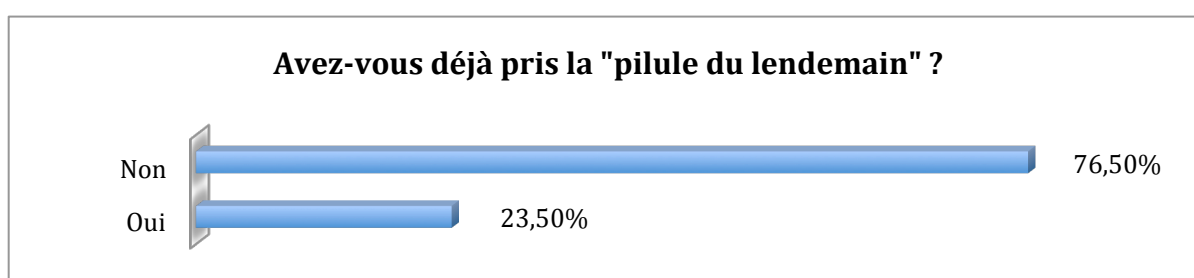 Avez-vous déjà pris la "pilule du lendemain" ?
Non 76,50%
Oui 23,50%